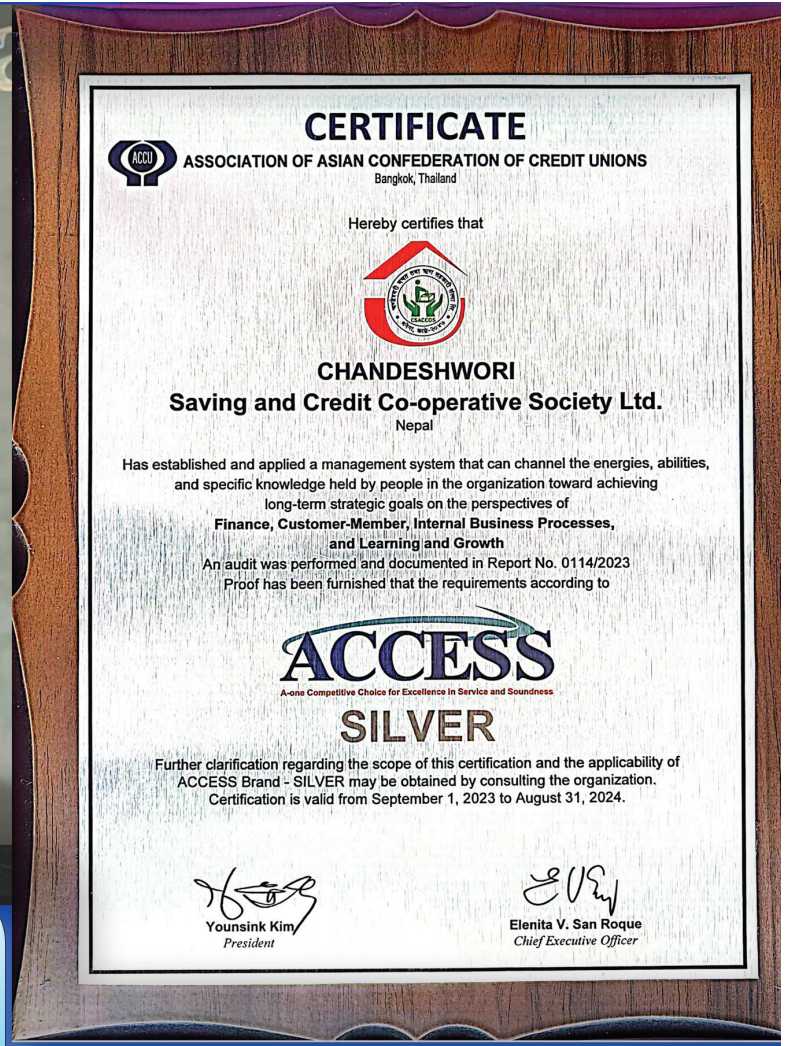 CERTIFICATE
ACCU
ASSOCIATION OF ASIAN CONFEDERATION OF CREDIT UNIONS
Bangkok, Thailand
Hereby certifies that
बचत तथा ऋण सहकारी संस्था लि.
CSACCOS
CHANDESHWORI
Saving and Credit Co-operative Society Ltd.
Nepal
Has established and applied a management system that can channel the energies, abilities,
and specific knowledge held by people in the organization toward achieving
long-term strategic goals on the perspectives of
Finance, Customer-Member, Internal Business Processes,
and Learning and Growth
An audit was performed and documented in Report No. 0114/2023
Proof has been furnished that the requirements according to
ACCESS
A-one Competitive Choice for Excellence in Service and Soundness
SILVER
Further clarification regarding the scope of this certification and the applicability of
ACCESS Brand - SILVER may be obtained by consulting the organization.
Certification is valid from September 1, 2023 to August 31, 2024.
Younsink Kim
President
Elenita V. San Roque
Chief Executive Officer